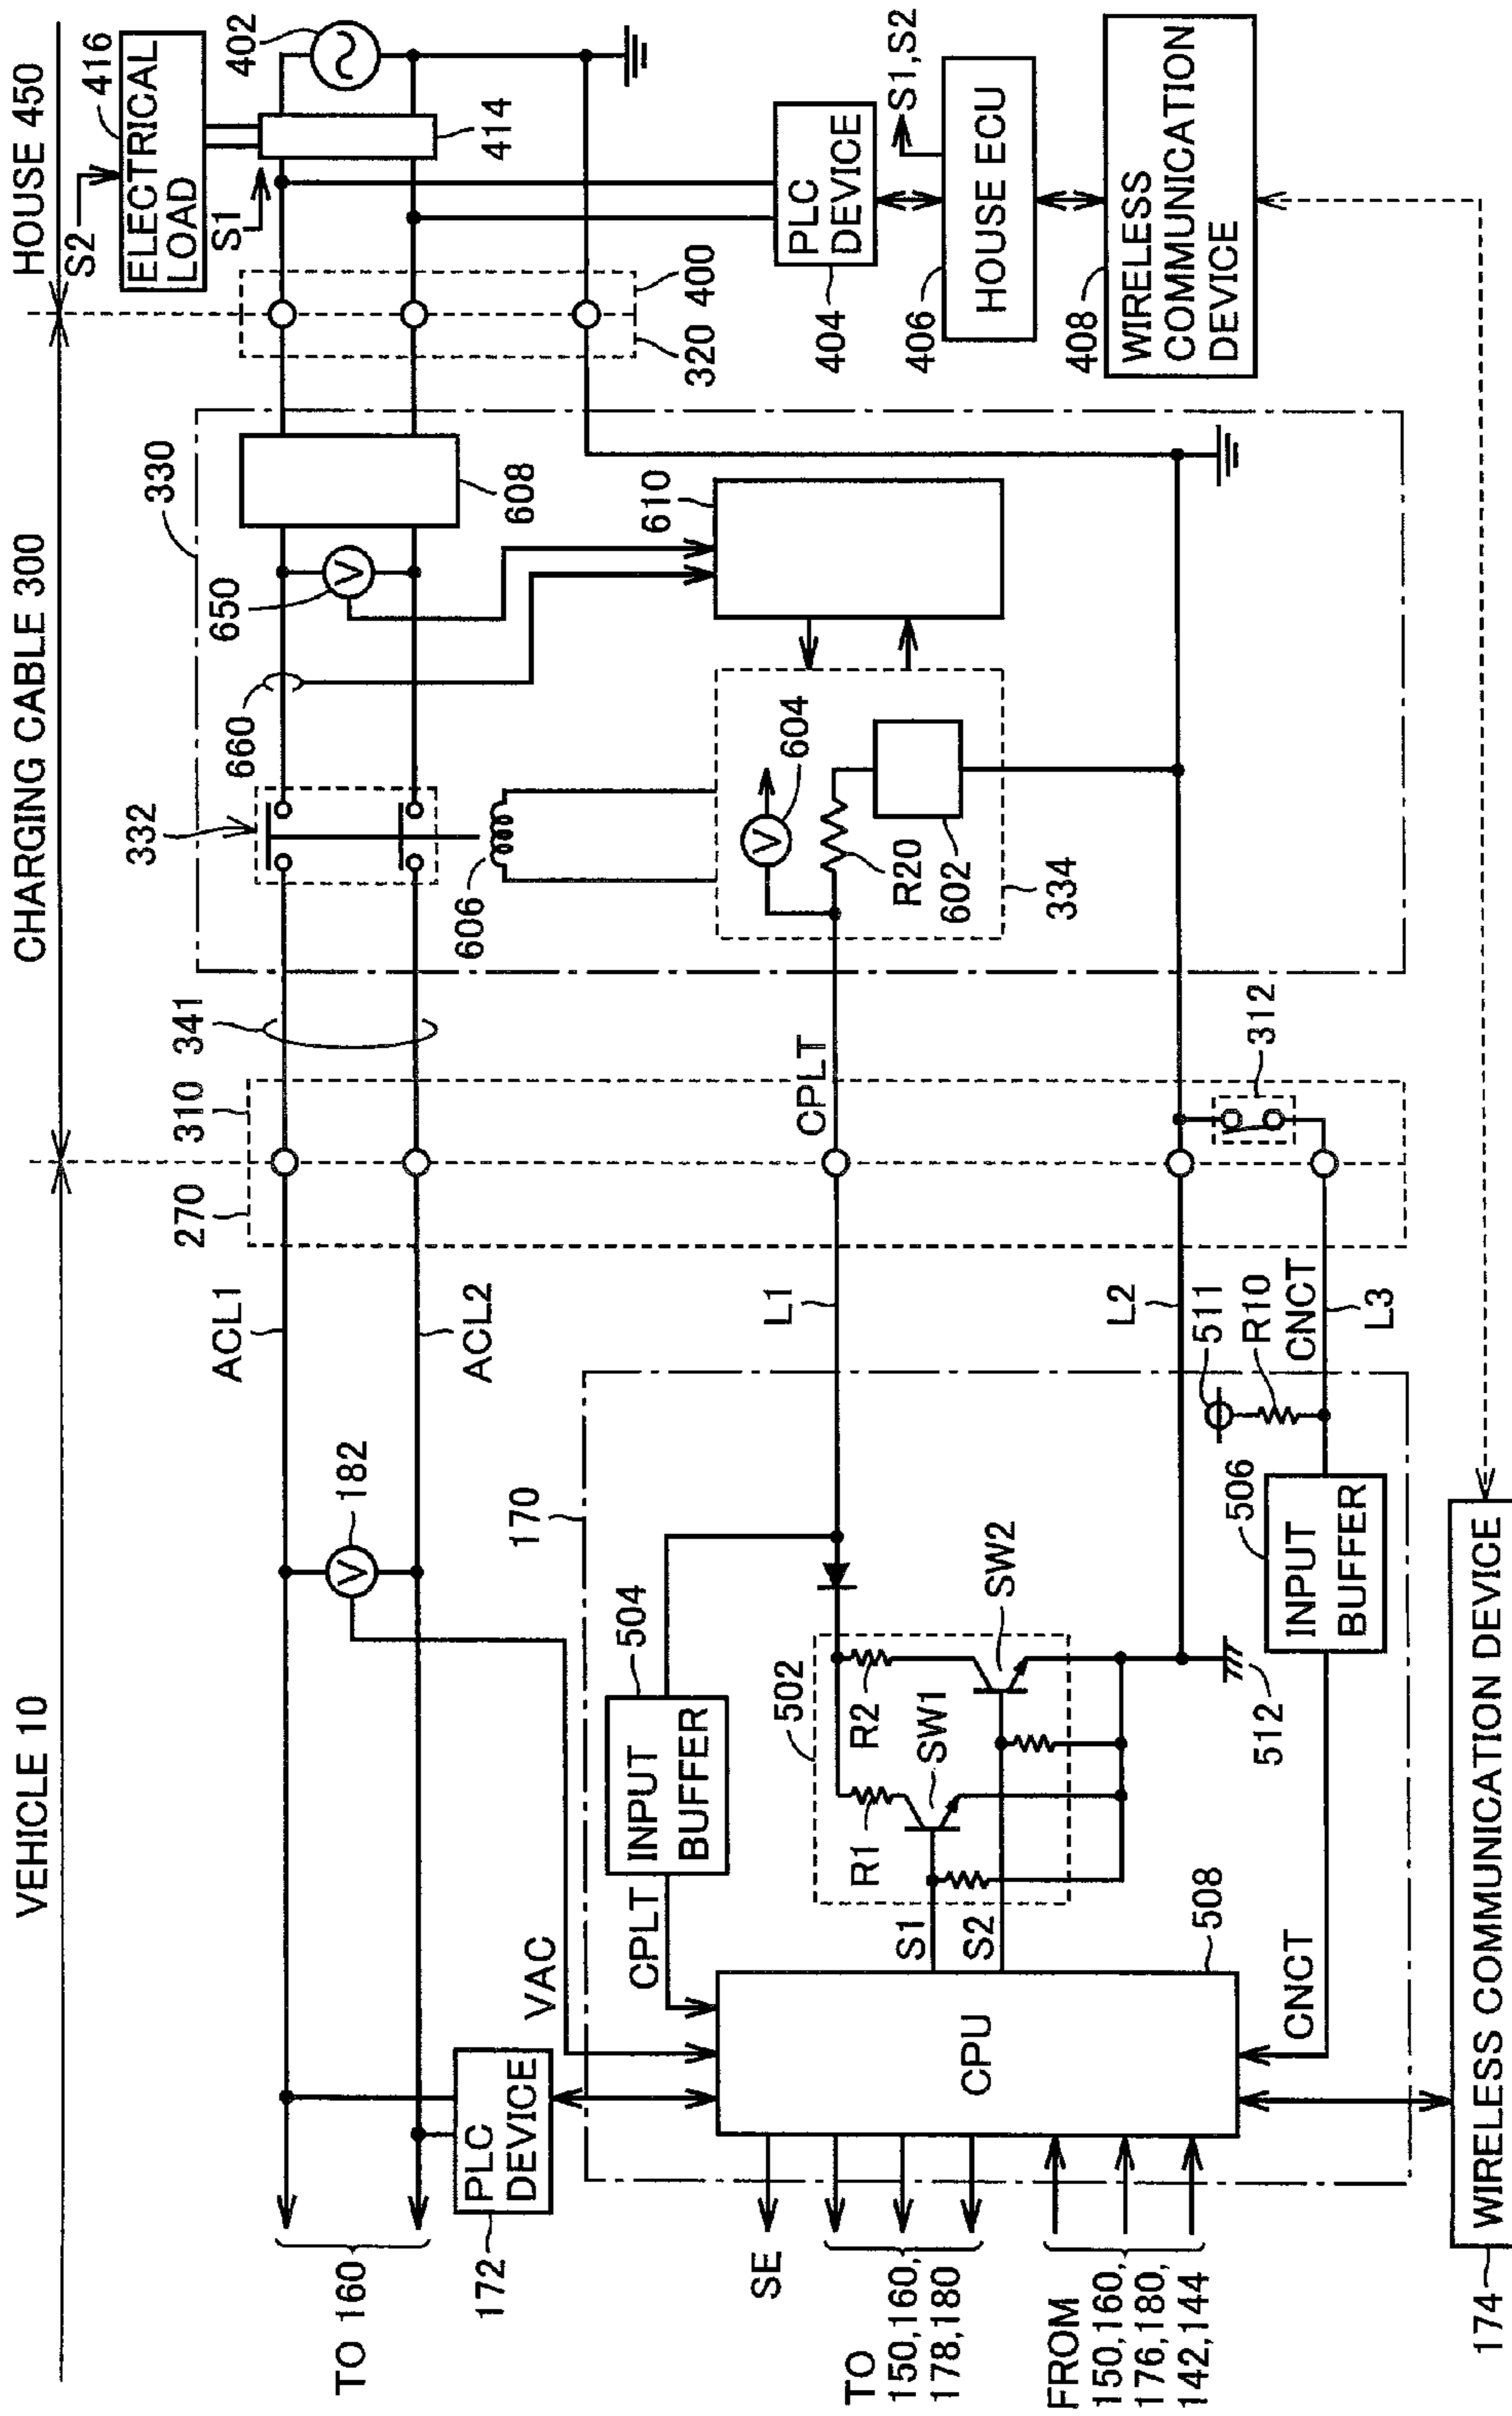 VEHICLE 10
CHARGING CABLE 300
HOUSE 450
S2
416
ELECTRICAL
LOAD
S1
402
414
TO 160
ACL1
ACL2
182
270
310
341
332
330
660
650
606
608
320
400
172
PLC
DEVICE
VAC
170
CPLT
504
INPUT
BUFFER
502
R1
R2
SW1
SW2
S1
S2
L1
CPLT
604
R20
602
334
610
PLC
DEVICE
404
S1,S2
406
HOUSE ECU
408
WIRELESS
COMMUNICATION
DEVICE
SE
TO
150,160,
178,180
FROM
150,160,
176,180,
142,144
CPU
508
CNCT
512
L2
511
R10
CNCT
L3
506
INPUT
BUFFER
312
174
WIRELESS COMMUNICATION DEVICE
V
V
V